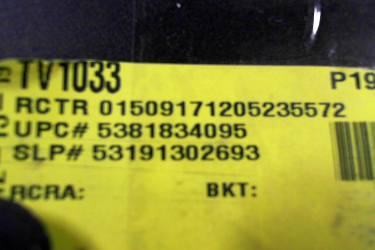 TV1033 P19
RCTR 01509171205235572
UPC# 5381834095
SLP# 53191302693
RCRA: BKT: